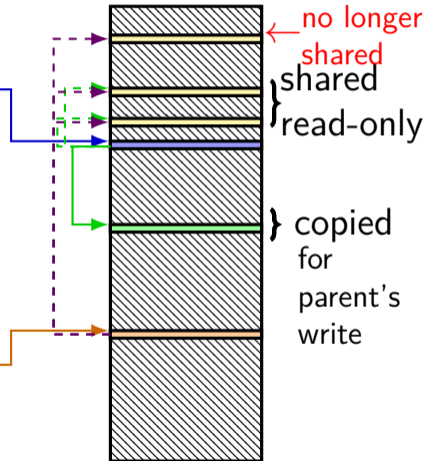 no longer
shared
shared
read-only
copied
for
parent's
write